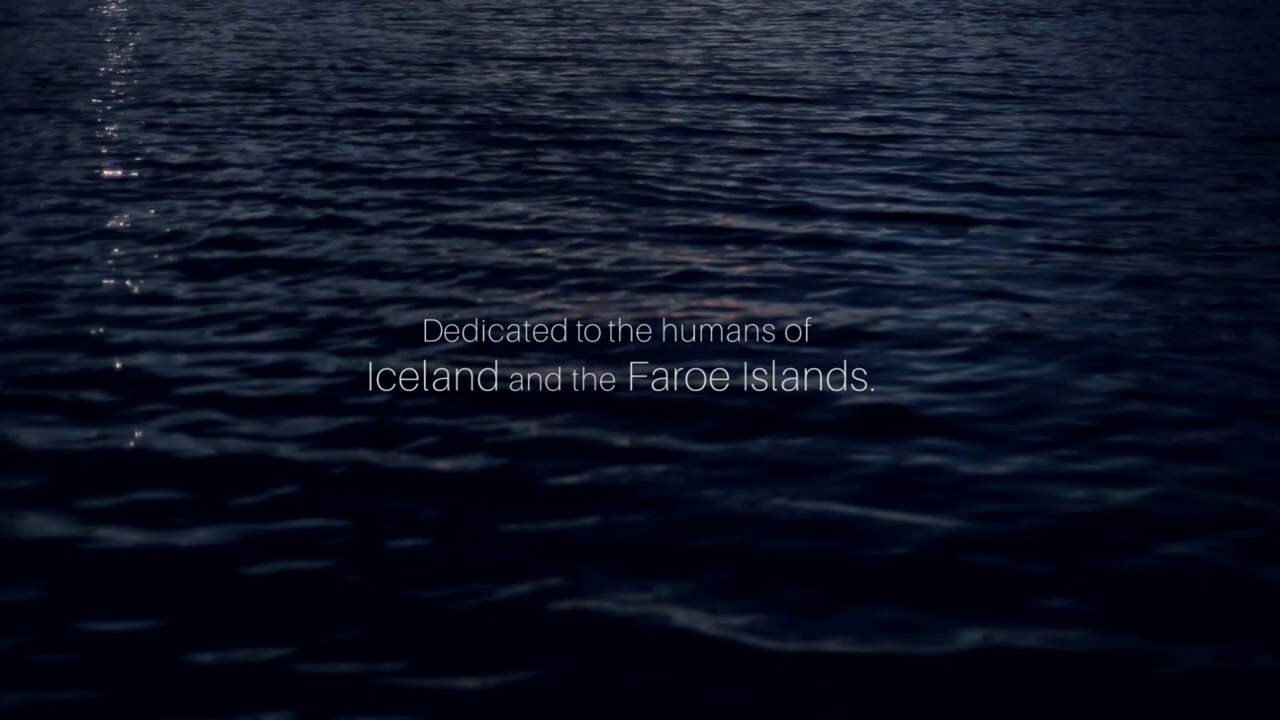 Dedicated to the humans of
Iceland and the Faroe Islands.